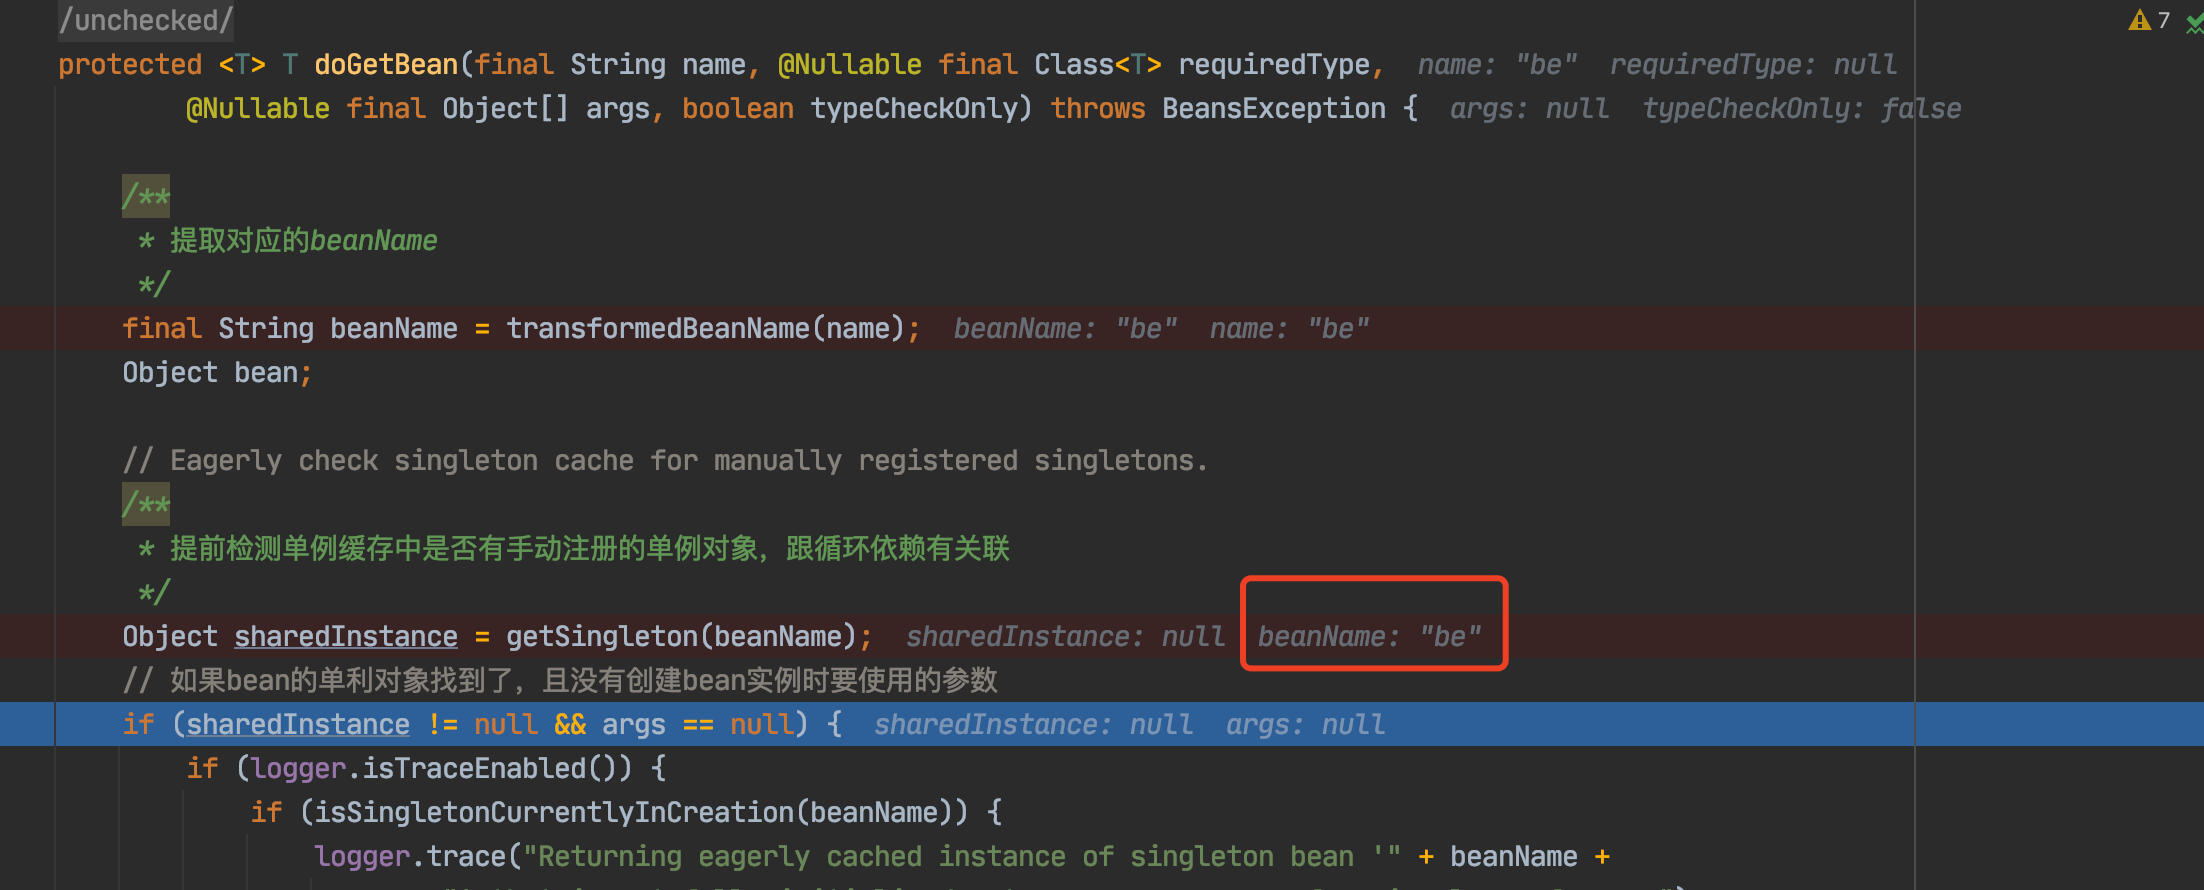 /unchecked/
7
protected <T> T doGetBean(final String name, @Nullable final Class<T> requiredType, name: "be" requiredType: null
@Nullable final Object[] args, boolean typeCheckOnly) throws BeansException { args: null typeCheckOnly: false
/**
* 提取对应的beanName
*/
final String beanName = transformedBeanName(name); beanName: "be" name: "be"
Object bean;
// Eagerly check singleton cache for manually registered singletons.
/**
* 提前检测单例缓存中是否有手动注册的单例对象，跟循环依赖有关联
*/
Object sharedInstance = getSingleton(beanName); sharedInstance: null beanName: "be"
// 如果bean的单利对象找到了，且没有创建bean实例时要使用的参数
if (sharedInstance != null && args == null) { sharedInstance: null args: null
if (logger.isTraceEnabled()) {
if (isSingletonCurrentlyInCreation(beanName)) {
logger.trace("Returning eagerly cached instance of singleton bean '" + beanName +